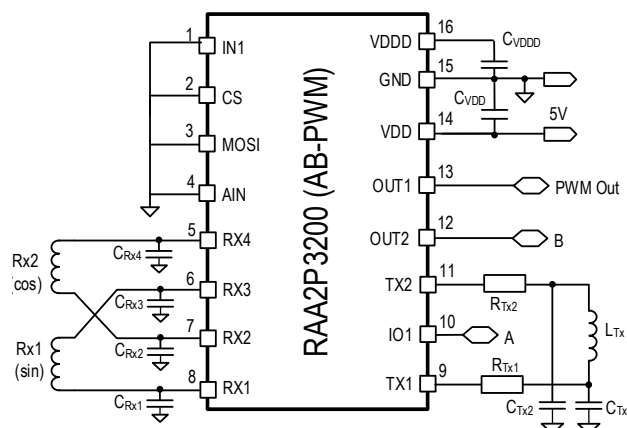 1
IN1
2
CS
3
MOSI
4
AIN
5
RX4
6
RX3
7
RX2
8
RX1
RAA2P3200 (AB-PWM)
VDDD
16
GND
15
VDD
14
OUT1
13
OUT2
12
TX2
11
IO1
10
TX1
9
CVDDD
CVDD
5V
PWM Out
B
A
RTx2
RTx1
LTx
CTx2
CTx
Rx2
(cos)
Rx1
(sin)
CRx4
CRx3
CRx2
CRx1